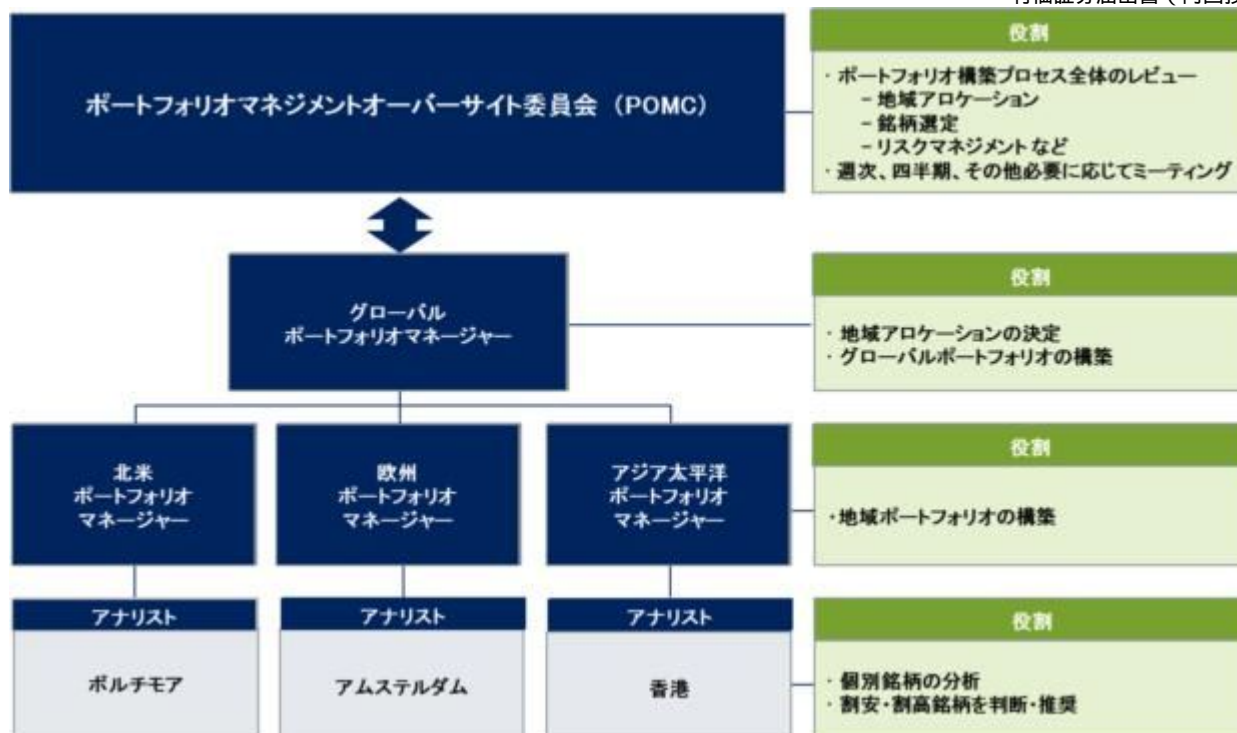 役割
ポートフォリオマネジメントオーバーサイト委員会（POMC）
・ポートフォリオ構築プロセス全体のレビュー
－地域アロケーション
－銘柄選定
－リスクマネジメントなど
・週次、四半期、その他必要に応じてミーティング
グローバル
ポートフォリオマネージャー
役割
・地域アロケーションの決定
・グローバルポートフォリオの構築
北米
ポートフォリオ
マネージャー
欧州
ポートフォリオ
マネージャー
アジア太平洋
ポートフォリオ
マネージャー
役割
・地域ポートフォリオの構築
アナリスト
ボルチモア
アナリスト
アムステルダム
アナリスト
香港
役割
・個別銘柄の分析
・割安・割高銘柄を判断・推奨